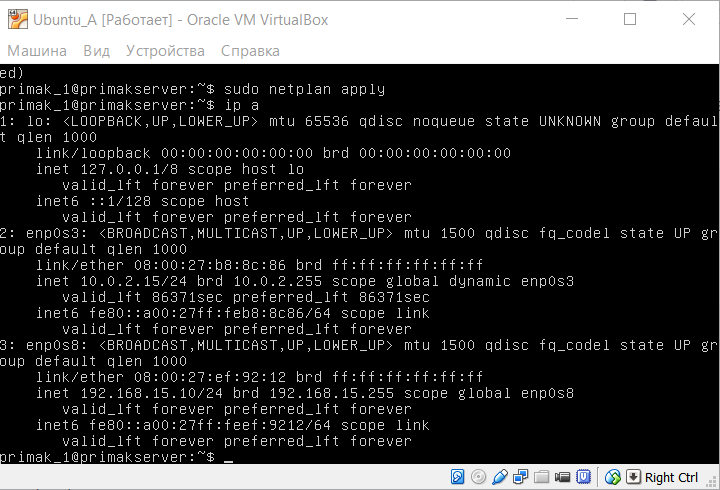 Ubuntu_A [Работает] - Oracle VM VirtualBox
Машина Вид Устройства Справка
ed)
primak_1@primakserver:~$ sudo netplan apply
primak_1@primakserver:~$ ip a
1: lo: <LOOPBACK,UP,LOWER_UP> mtu 65536 qdisc noqueue state UNKNOWN group defaul
t qlen 1000
link/loopback 00:00:00:00:00:00 brd 00:00:00:00:00:00
inet 127.0.0.1/8 scope host lo
valid_lft forever preferred_lft forever
inet6 ::1/128 scope host
valid_lft forever preferred_lft forever
2: enp0s3: <BROADCAST,MULTICAST,UP,LOWER_UP> mtu 1500 qdisc fq_codel state UP gr
oup default qlen 1000
link/ether 08:00:27:b8:8c:86 brd ff:ff:ff:ff:ff:ff
inet 10.0.2.15/24 brd 10.0.2.255 scope global dynamic enp0s3
valid_lft 86371sec preferred_lft 86371sec
inet6 fe80::a00:27ff:feb8:8c86/64 scope link
valid_lft forever preferred_lft forever
3: enp0s8: <BROADCAST,MULTICAST,UP,LOWER_UP> mtu 1500 qdisc fq_codel state UP gr
oup default qlen 1000
link/ether 08:00:27:ef:92:12 brd ff:ff:ff:ff:ff:ff
inet 192.168.15.10/24 brd 192.168.15.255 scope global enp0s8
valid_lft forever preferred_lft forever
inet6 fe80::a00:27ff:feef:9212/64 scope link
valid_lft forever preferred_lft forever
primak_1@primakserver:~$ _
Right Ctrl